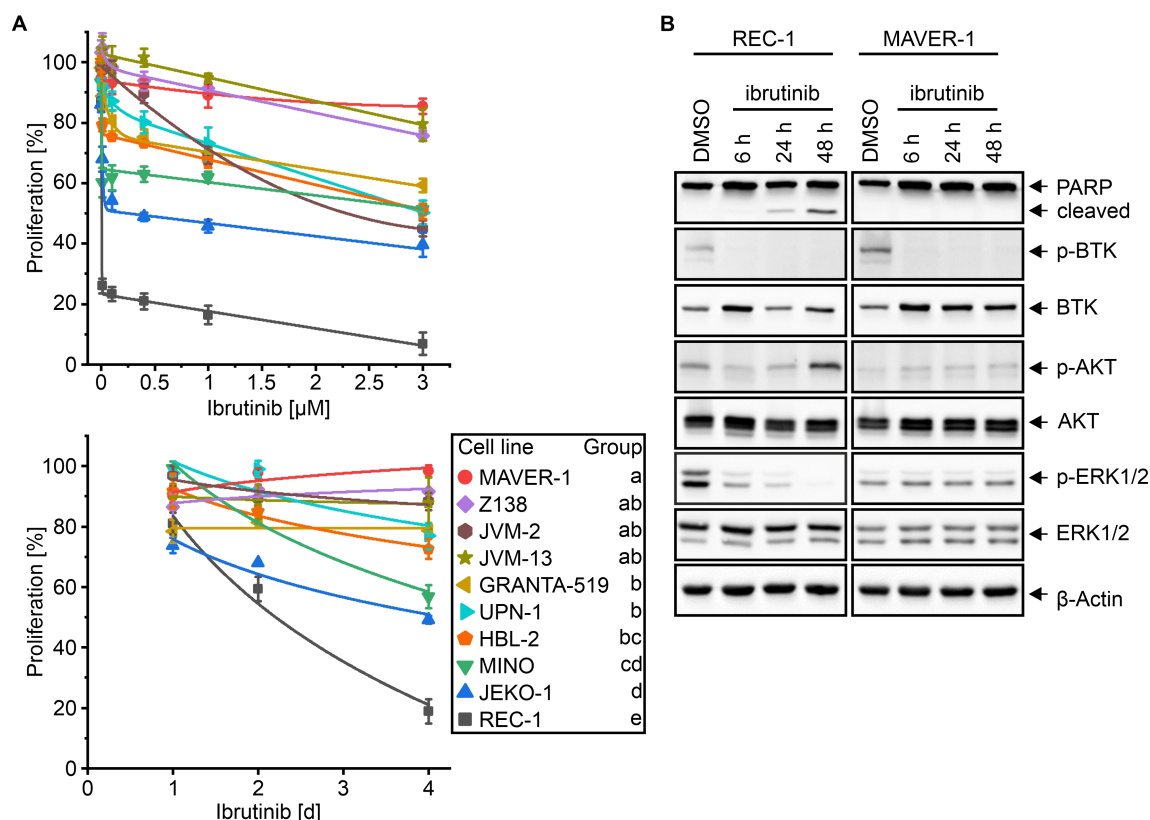 A
Proliferation [%]
100
80
60
40
20
0
0 0.5 1 1.5 2 2.5 3
Ibrutinib [µM]
Proliferation [%]
100
80
60
40
20
0
0 1 2 3 4
Ibrutinib [d]
Cell line Group
MAVER-1 a
Z138 ab
JVM-2 ab
JVM-13 ab
GRANTA-519 b
UPN-1 b
HBL-2 bc
MINO cd
JEKO-1 d
REC-1 e
B
REC-1 MAVER-1
ibrutinib ibrutinib
DMSO 6 h 24 h 48 h DMSO 6 h 24 h 48 h
PARP
cleaved
p-BTK
BTK
p-AKT
AKT
p-ERK1/2
ERK1/2
β-Actin